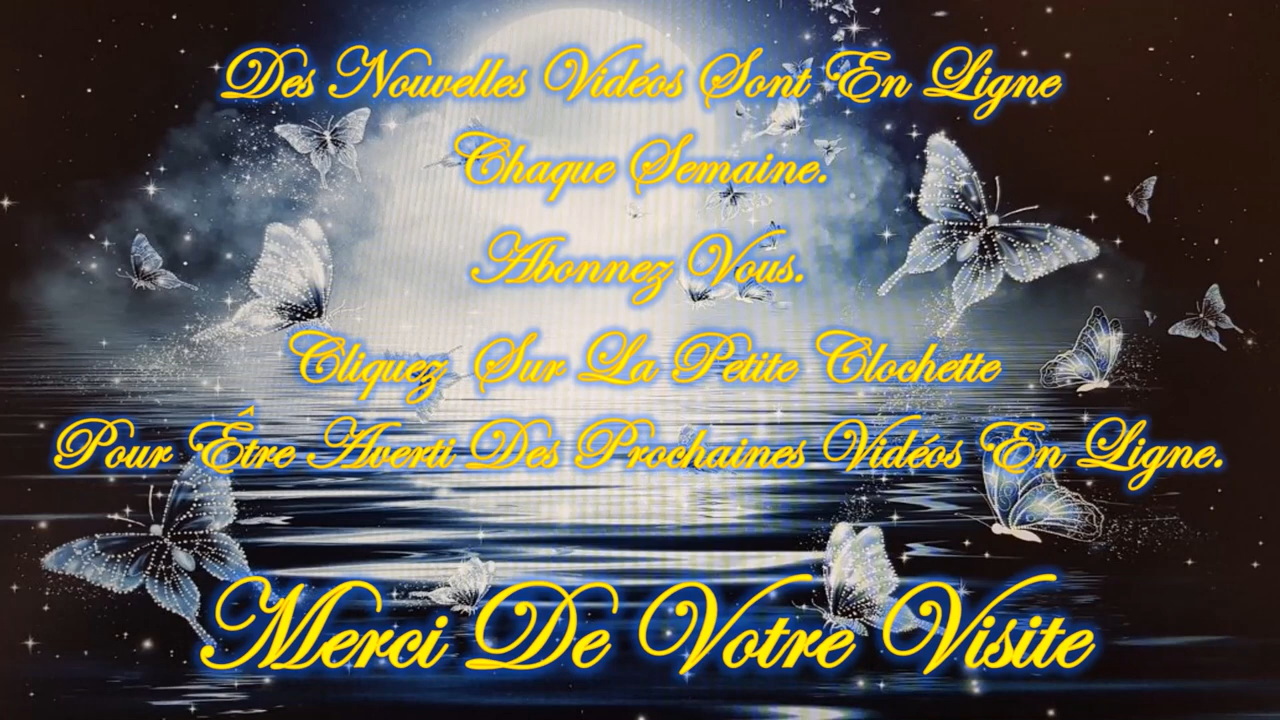 Des Nouvelles Vidéos Sont En Ligne
Chaque Semaine.
Abonnez Vous.
Cliquez Sur La Petite Clochette
Pour Être Averti Des Prochaines Vidéos En Ligne.
Merci De Votre Visite